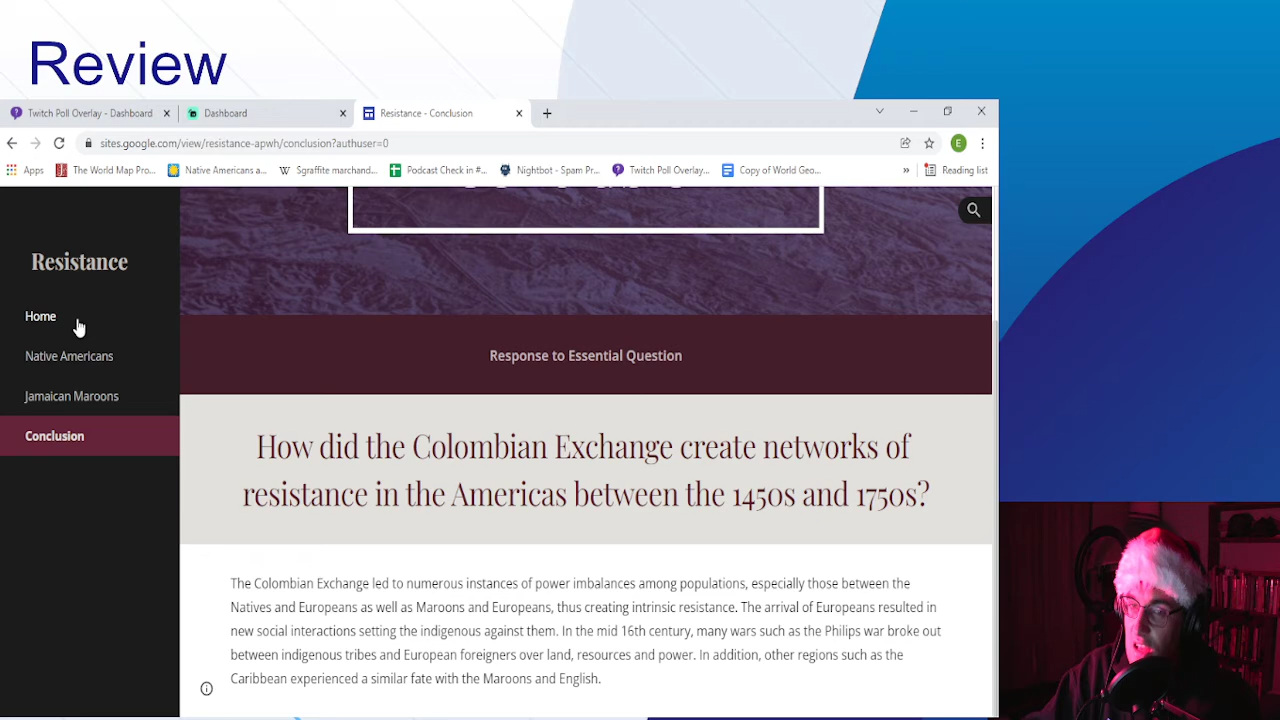 Review
Twitch Poll Overlay - Dashboard
Dashboard
Resistance - Conclusion
sites.google.com/view/resistance-apwh/conclusion?authuser=0
E
Apps
The World Map Pro...
Native Americans a...
Sgraffite marchand...
Podcast Check in #...
Nightbot - Spam Pr...
Twitch Poll Overlay...
Copy of World Geo...
»
Reading list
Resistance
Home
Native Americans
Jamaican Maroons
Conclusion
Response to Essential Question
How did the Colombian Exchange create networks of
resistance in the Americas between the 1450s and 1750s?
The Colombian Exchange led to numerous instances of power imbalances among populations, especially those between the
Natives and Europeans as well as Maroons and Europeans, thus creating intrinsic resistance. The arrival of Europeans resulted in
new social interactions setting the indigenous against them. In the mid 16th century, many wars such as the Philips war broke out
between indigenous tribes and European foreigners over land, resources and power. In addition, other regions such as the
Caribbean experienced a similar fate with the Maroons and English.